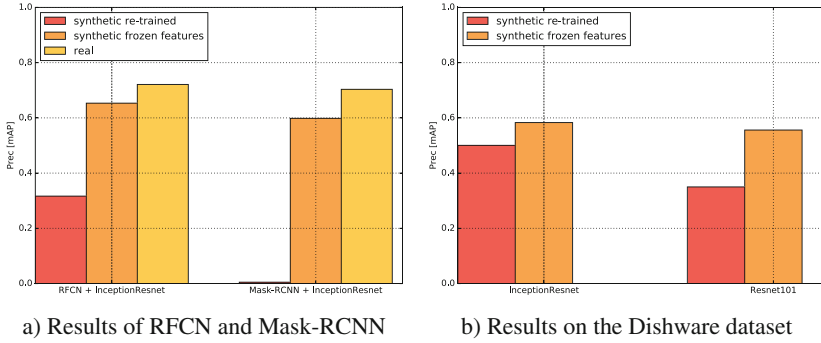 1.0
0.8
0.6
0.4
0.2
0.0
Prec [mAP]
synthetic re-trained
synthetic frozen features
real
RFCN + InceptionResnet
Mask-RCNN + InceptionResnet
a) Results of RFCN and Mask-RCNN
1.0
0.8
0.6
0.4
0.2
0.0
Prec [mAP]
synthetic re-trained
synthetic frozen features
InceptionResnet
Resnet101
b) Results on the Dishware dataset